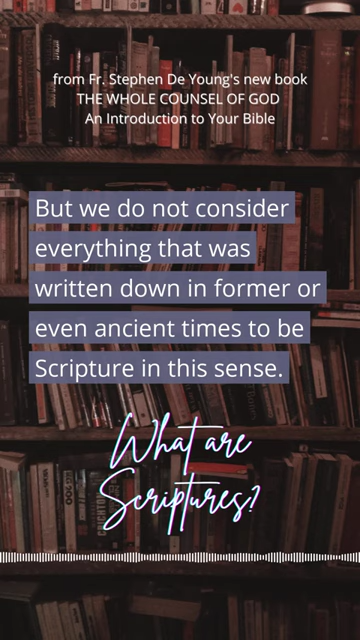 from Fr. Stephen De Young's new book
THE WHOLE COUNSEL OF GOD
An Introduction to Your Bible
But we do not consider
everything that was
written down in former or
even ancient times to be
Scripture in this sense.
What are
Scriptures?